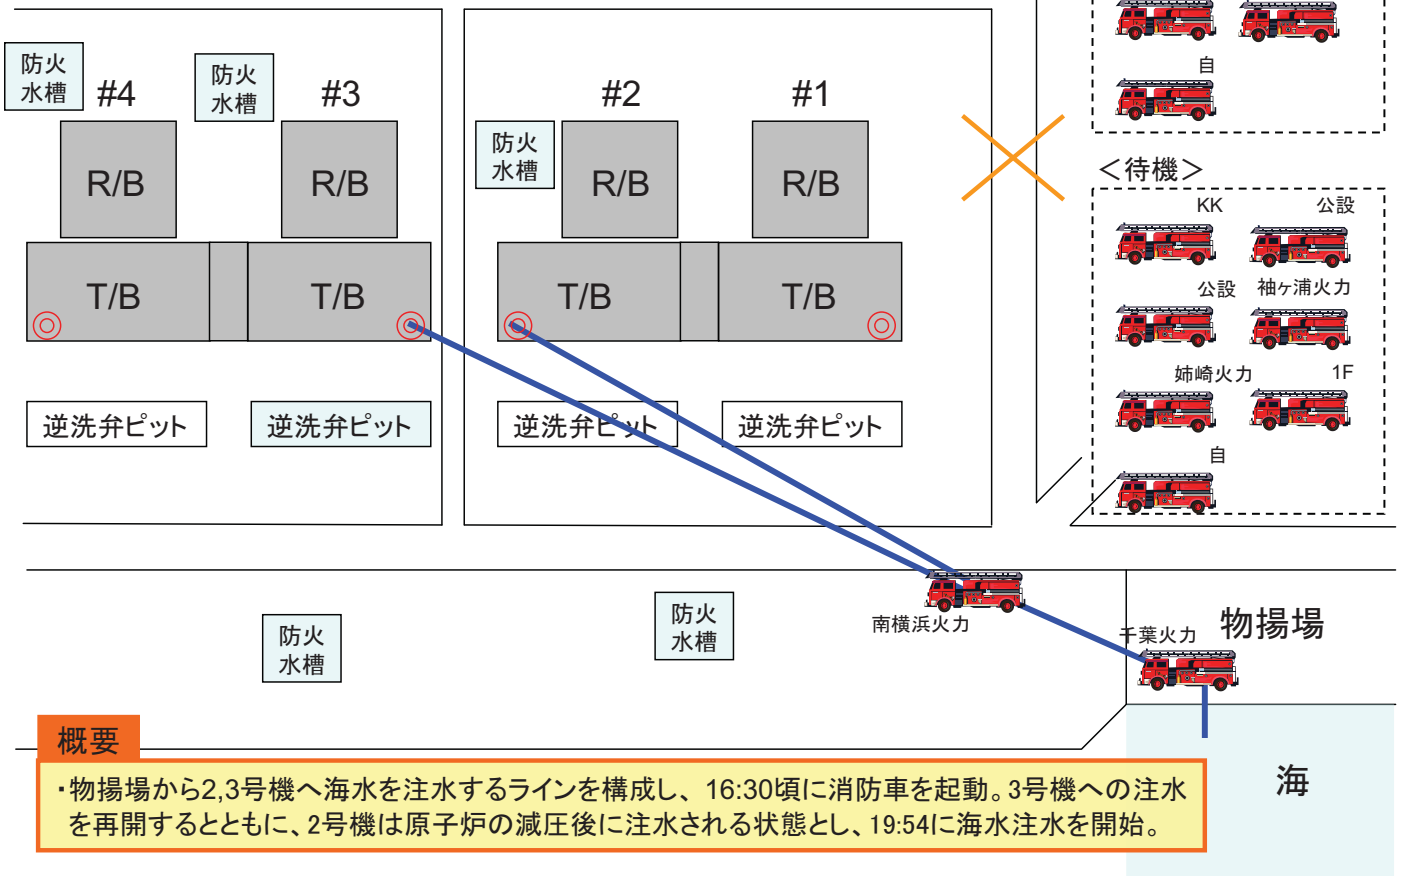 自
防火
水槽
#4
防火
水槽
#3
#2
#1
防火
水槽
R/B
R/B
R/B
R/B
T/B
T/B
T/B
T/B
<待機>
KK
公設
公設
袖ヶ浦火力
姉崎火力
1F
自
逆洗弁ピット
逆洗弁ピット
逆洗弁ピット
逆洗弁ピット
防火
水槽
防火
水槽
南横浜火力
千葉火力
物揚場
海
概要
・物揚場から2,3号機へ海水を注水するラインを構成し、16:30頃に消防車を起動。3号機への注水
を再開するとともに、2号機は原子炉の減圧後に注水される状態とし、19:54に海水注水を開始。